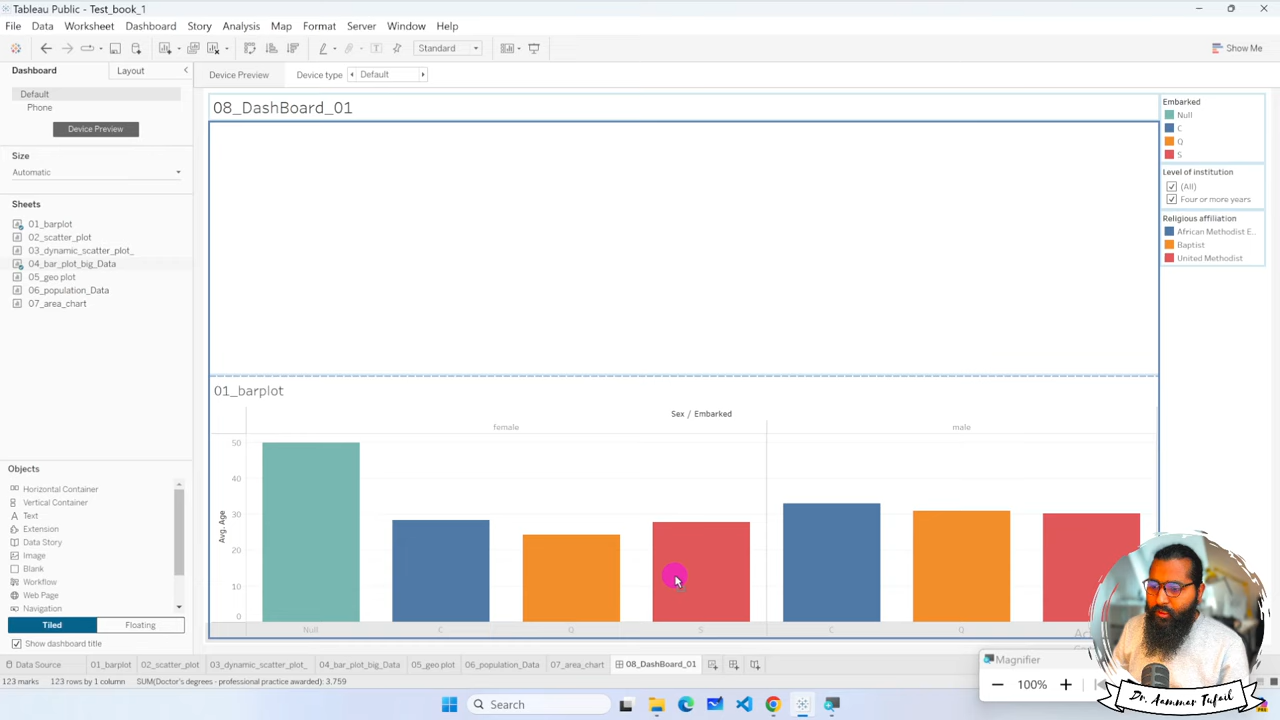 Tableau Public - Test_book_1
File Data Worksheet Dashboard Story Analysis Map Format Server Window Help
Standard
Show Me
Dashboard Layout
Device Preview Device type Default
Default
Phone
Device Preview
Size
Automatic
Sheets
01_barplot
02_scatter_plot
03_dynamic_scatter_plot_
04_bar_plot_big_Data
05_geo plot
06_population_Data
07_area_chart
Objects
Horizontal Container
Vertical Container
Text
Extension
Data Story
Image
Blank
Workflow
Web Page
Navigation
Tiled Floating
Show dashboard title
08_DashBoard_01
01_barplot
Sex / Embarked
female male
Avg. Age
50
40
30
20
10
0
Null C Q S C Q
Embarked
Null
C
Q
S
Level of institution
(All)
Four or more years
Religious affiliation
African Methodist E...
Baptist
United Methodist
Data Source 01_barplot 02_scatter_plot 03_dynamic_scatter_plot_ 04_bar_plot_big_Data 05_geo plot 06_population_Data 07_area_chart 08_DashBoard_01
123 marks 123 rows by 1 column SUM(Doctor's degrees - professional practice awarded): 3,759
Magnifier
100%
Search
Dr. Aammar Tufail